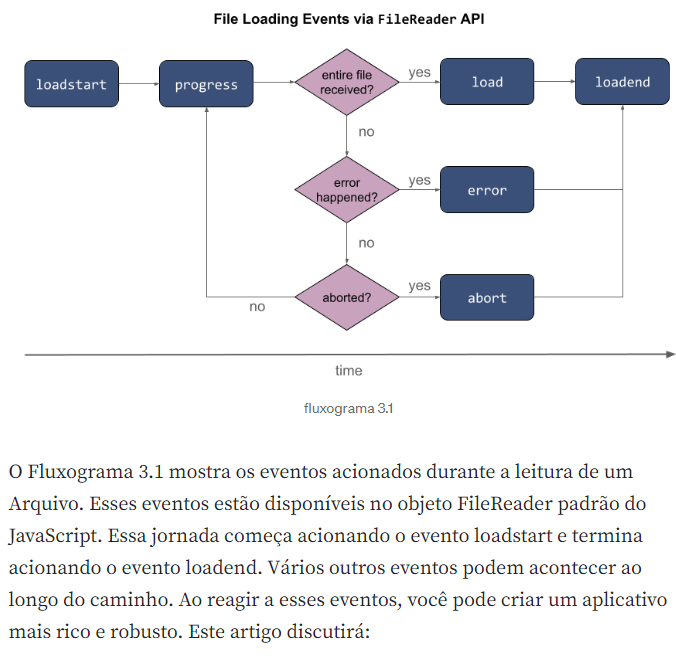 File Loading Events via FileReader API
loadstart
progress
entire file
received?
yes
load
loadend
no
error
happened?
yes
error
no
aborted?
yes
abort
no
time
fluxograma 3.1
O Fluxograma 3.1 mostra os eventos acionados durante a leitura de um
Arquivo. Esses eventos estão disponíveis no objeto FileReader padrão do
JavaScript. Essa jornada começa acionando o evento loadstart e termina
acionando o evento loadend. Vários outros eventos podem acontecer ao
longo do caminho. Ao reagir a esses eventos, você pode criar um aplicativo
mais rico e robusto. Este artigo discutirá: